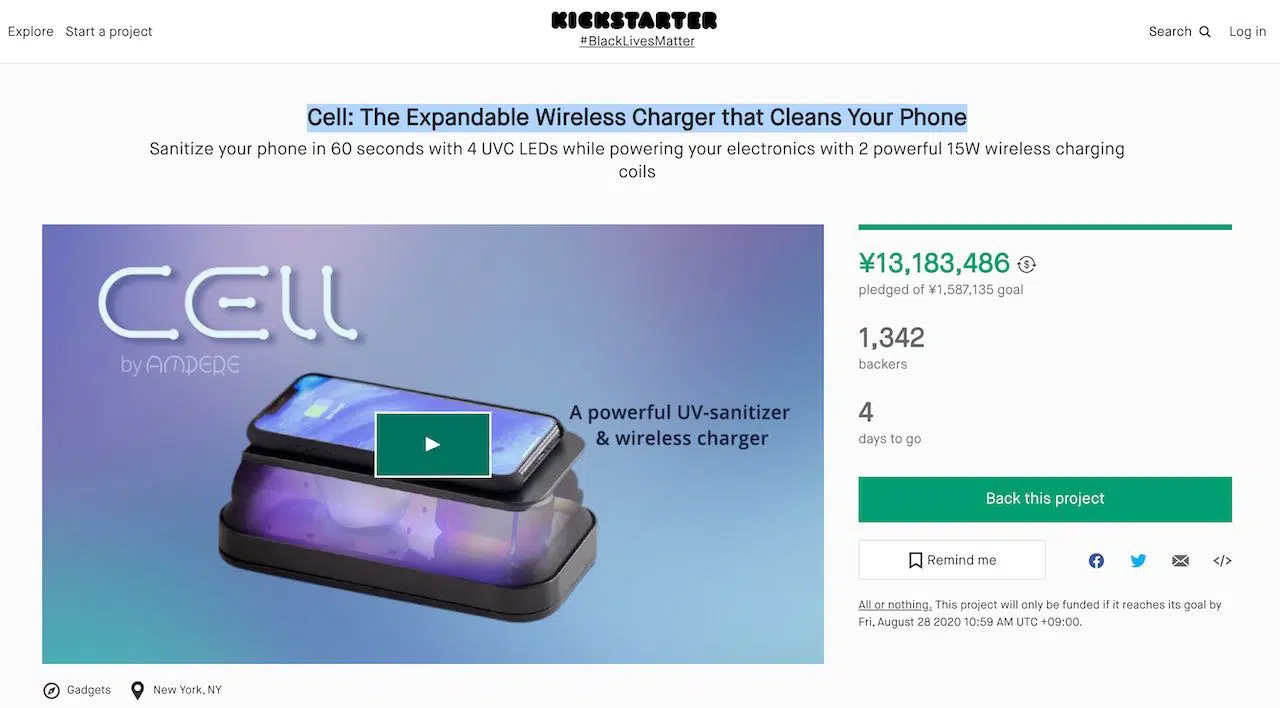 Explore Start a project
KICKSTARTER
#BlackLivesMatter
Search Log in
Cell: The Expandable Wireless Charger that Cleans Your Phone
Sanitize your phone in 60 seconds with 4 UVC LEDs while powering your electronics with 2 powerful 15W wireless charging
coils
CELL
by AMPERE
A powerful UV-sanitizer
& wireless charger
¥13,183,486
pledged of ¥1,587,135 goal
1,342
backers
4
days to go
Back this project
Remind me
All or nothing. This project will only be funded if it reaches its goal by
Fri, August 28 2020 10:59 AM UTC +09:00.
Gadgets New York, NY